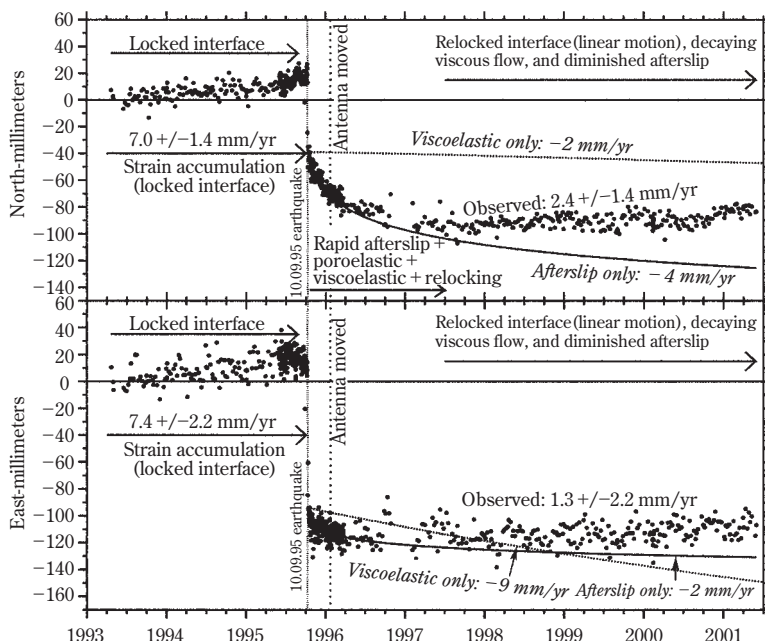 60
40
20
0
−20
−40
−60
−80
−100
−120
−140
North-millimeters
Locked interface
7.0 +/−1.4 mm/yr
Strain accumulation
(locked interface)
10.09.95 earthquake
Antenna moved
Relocked interface(linear motion), decaying
viscous flow, and diminished afterslip
Viscoelastic only: −2 mm/yr
Observed: 2.4 +/−1.4 mm/yr
Rapid afterslip +
poroelastic +
viscoelastic + relocking
Afterslip only: −4 mm/yr
60
40
20
0
−20
−40
−60
−80
−100
−120
−140
−160
East-millimeters
Locked interface
7.4 +/−2.2 mm/yr
Strain accumulation
(locked interface)
10.09.95 earthquake
Antenna moved
Relocked interface(linear motion), decaying
viscous flow, and diminished afterslip
Observed: 1.3 +/−2.2 mm/yr
Viscoelastic only: −9 mm/yr
Afterslip only: −2 mm/yr
1993 1994 1995 1996 1997 1998 1999 2000 2001